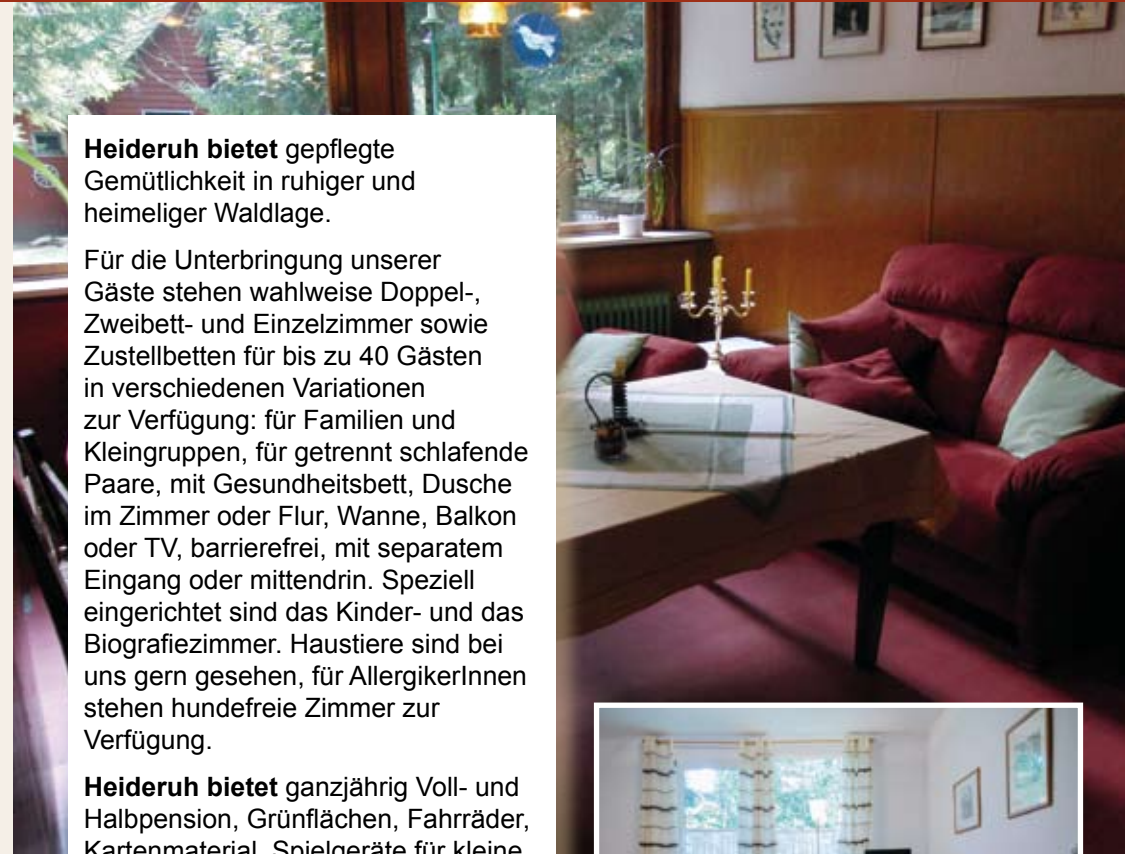 Heideruh bietet gepflegte
Gemütlichkeit in ruhiger und
heimeliger Waldlage.
Für die Unterbringung unserer
Gäste stehen wahlweise Doppel-,
Zweibett- und Einzelzimmer sowie
Zustellbetten für bis zu 40 Gästen
in verschiedenen Variationen
zur Verfügung: für Familien und
Kleingruppen, für getrennt schlafende
Paare, mit Gesundheitsbett, Dusche
im Zimmer oder Flur, Wanne, Balkon
oder TV, barrierefrei, mit separatem
Eingang oder mittendrin. Speziell
eingerichtet sind das Kinder- und das
Biografiezimmer. Haustiere sind bei
uns gern gesehen, für AllergikerInnen
stehen hundefreie Zimmer zur
Verfügung.
Heideruh bietet ganzjährig Voll- und
Halbpension, Grünflächen, Fahrräder,
Kartenmaterial, Spielgeräte für kleine